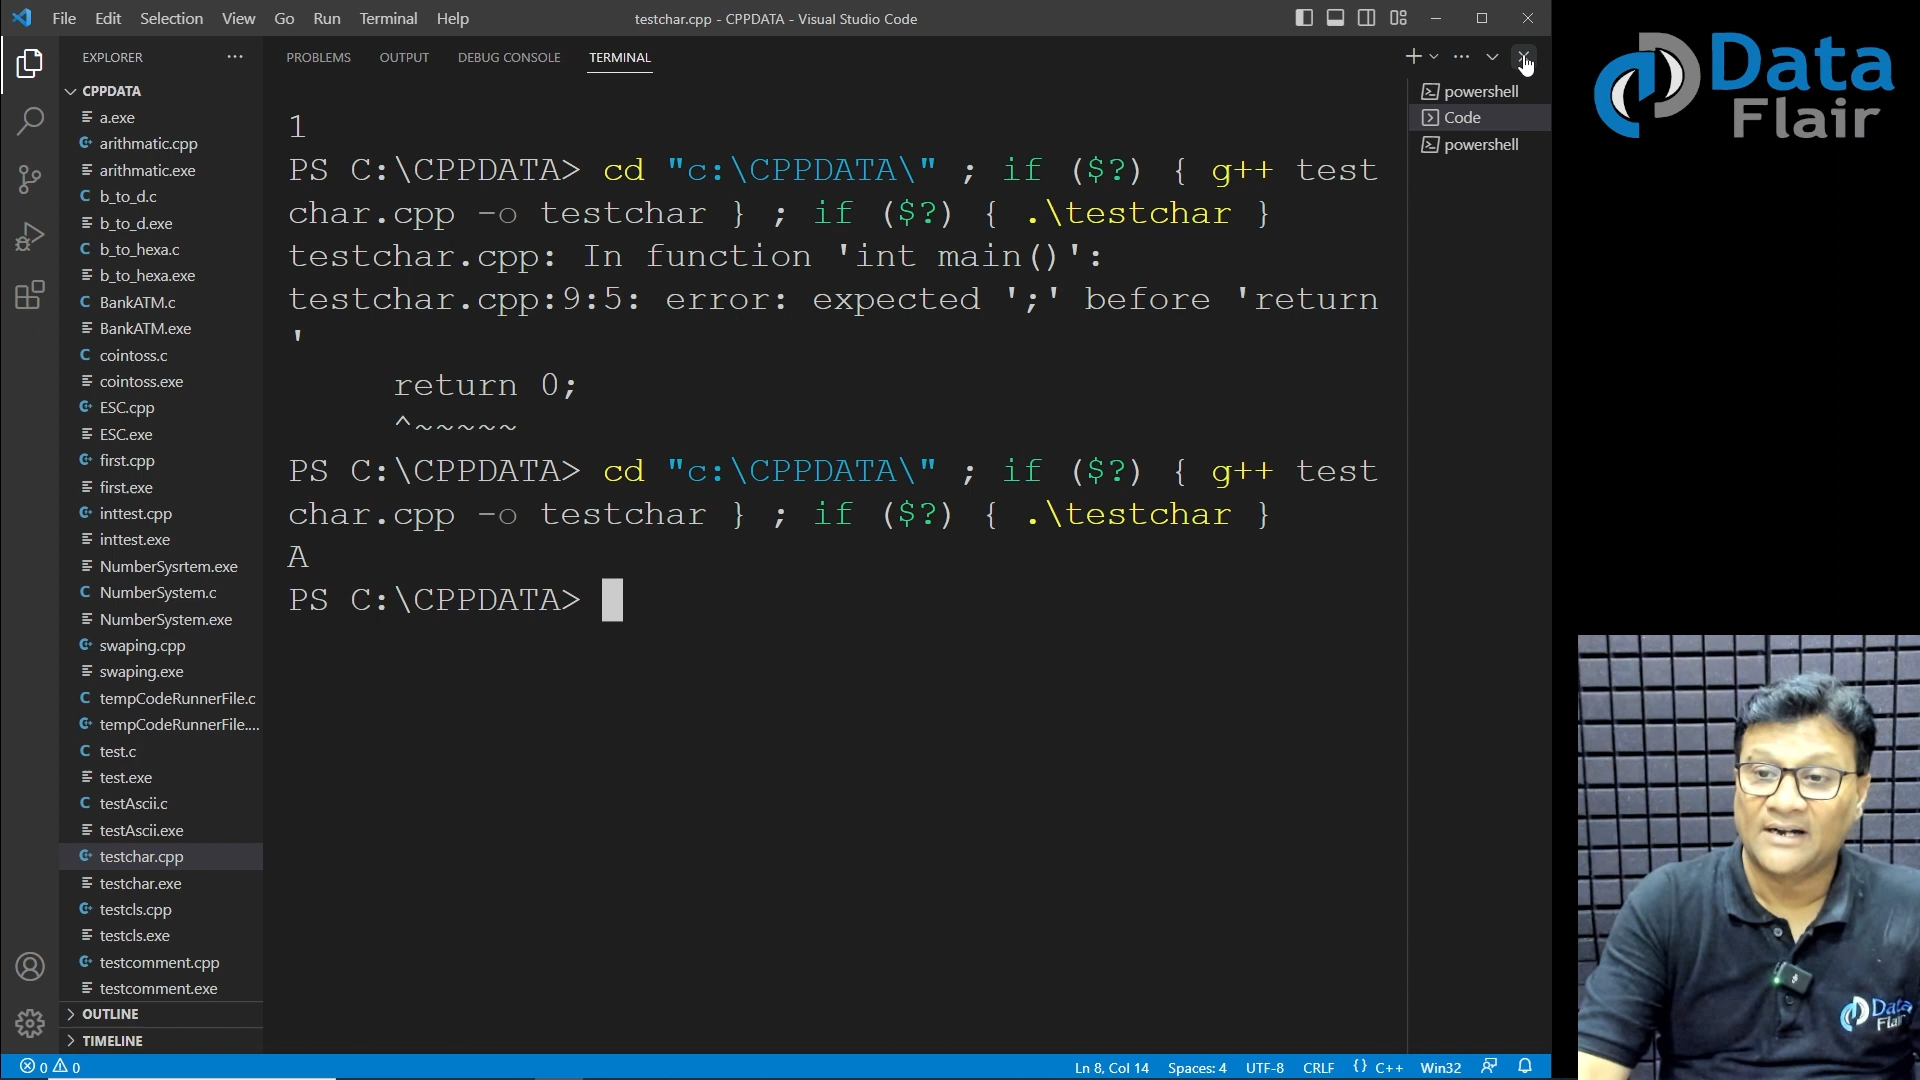 File Edit Selection View Go Run Terminal Help
testchar.cpp - CPPDATA - Visual Studio Code
EXPLORER
CPPDATA
a.exe
arithmatic.cpp
arithmatic.exe
b_to_d.c
b_to_d.exe
b_to_hexa.c
b_to_hexa.exe
BankATM.c
BankATM.exe
cointoss.c
cointoss.exe
ESC.cpp
ESC.exe
first.cpp
first.exe
inttest.cpp
inttest.exe
NumberSysrtem.exe
NumberSystem.c
NumberSystem.exe
swaping.cpp
swaping.exe
tempCodeRunnerFile.c
tempCodeRunnerFile....
test.c
test.exe
testAscii.c
testAscii.exe
testchar.cpp
testchar.exe
testcls.cpp
testcls.exe
testcomment.cpp
testcomment.exe
OUTLINE
TIMELINE
PROBLEMS OUTPUT DEBUG CONSOLE TERMINAL
1
PS C:\CPPDATA> cd "c:\CPPDATA\" ; if ($?) { g++ test
char.cpp -o testchar } ; if ($?) { .\testchar }
testchar.cpp: In function 'int main()':
testchar.cpp:9:5: error: expected ';' before 'return
'
return 0;
^~~~~~
PS C:\CPPDATA> cd "c:\CPPDATA\" ; if ($?) { g++ test
char.cpp -o testchar } ; if ($?) { .\testchar }
A
PS C:\CPPDATA>
powershell
Code
powershell
0 0
Ln 8, Col 14 Spaces: 4 UTF-8 CRLF {} C++ Win32
Data
Flair
Data
Flair